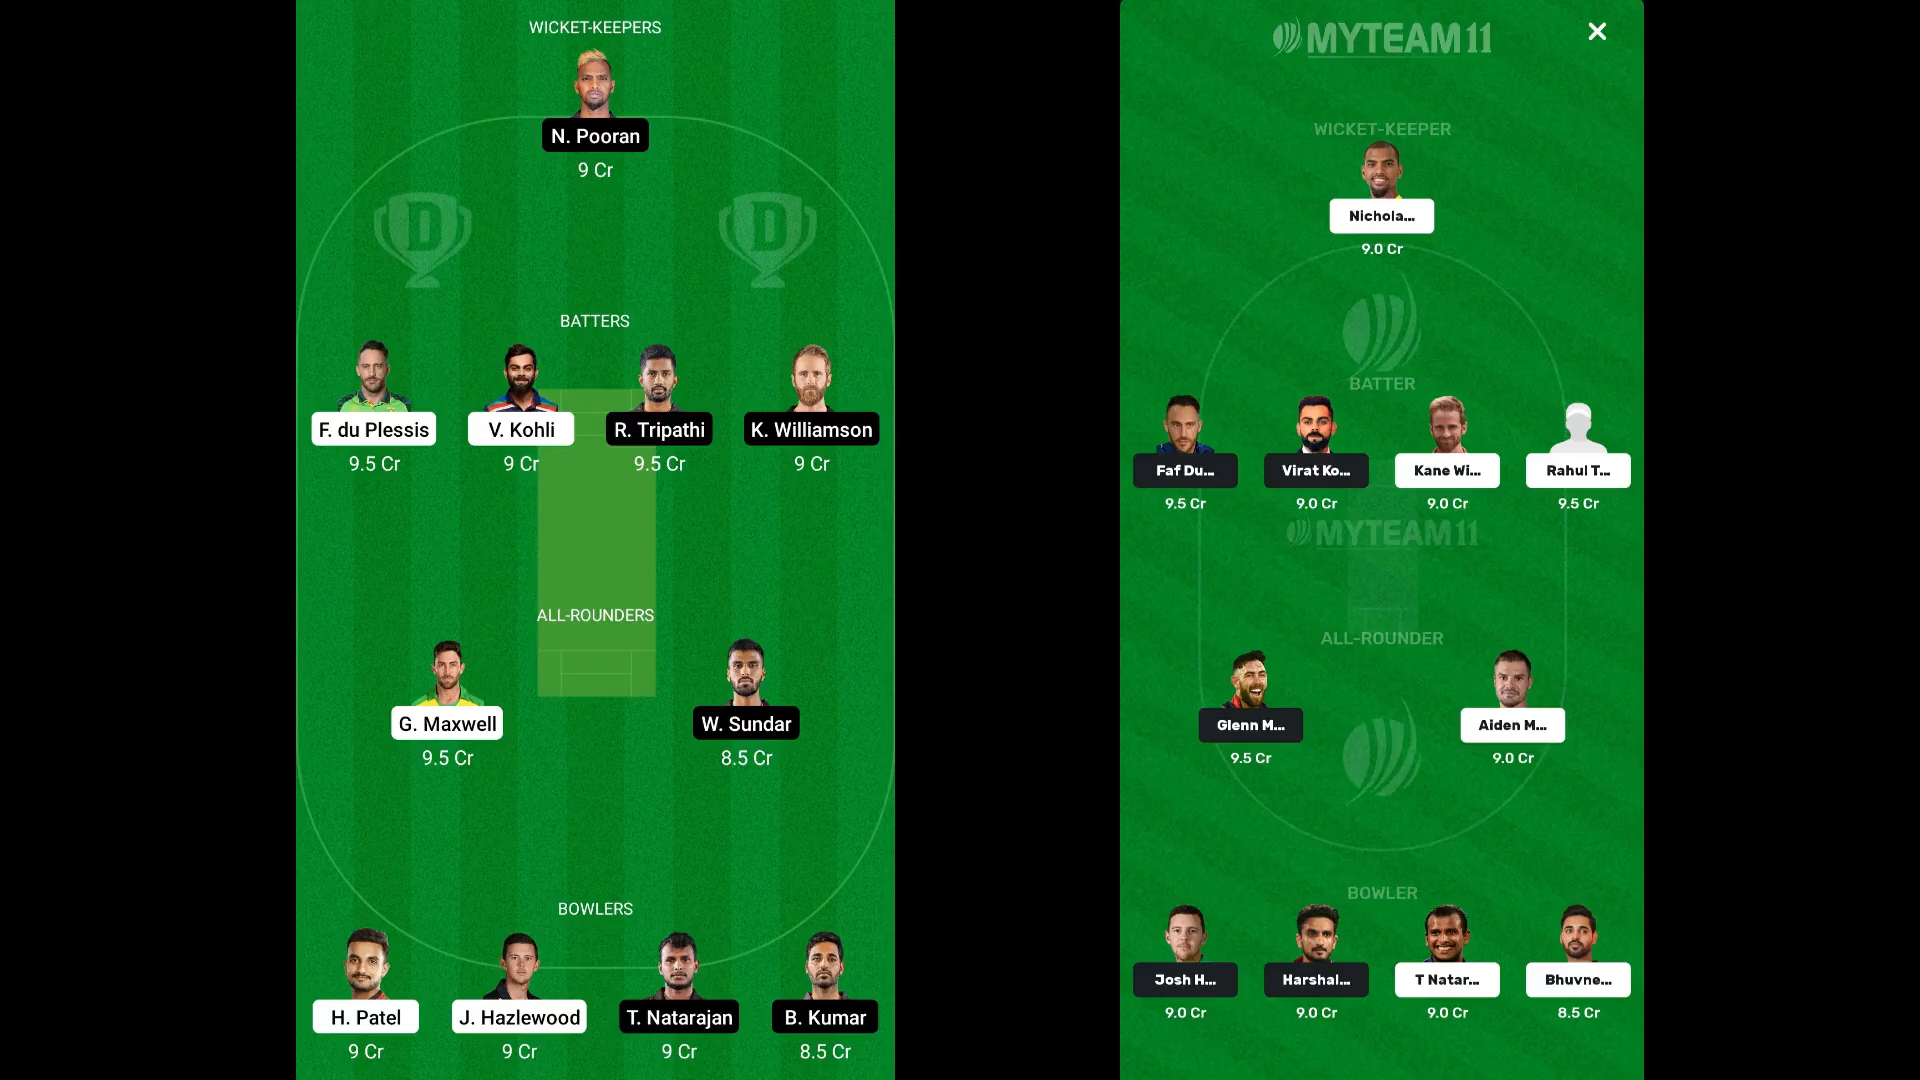 WICKET-KEEPERS
N. Pooran
9 Cr
D D
BATTERS
F. du Plessis V. Kohli R. Tripathi K. Williamson
9.5 Cr 9 Cr 9.5 Cr 9 Cr
ALL-ROUNDERS
G. Maxwell W. Sundar
9.5 Cr 8.5 Cr
BOWLERS
H. Patel J. Hazlewood T. Natarajan B. Kumar
9 Cr 9 Cr 9 Cr 8.5 Cr
MYTEAM11
WICKET-KEEPER
Nichola...
9.0 Cr
BATTER
Faf Du... Virat Ko... Kane Wi... Rahul T...
9.5 Cr 9.0 Cr 9.0 Cr 9.5 Cr
MYTEAM11
ALL-ROUNDER
Glenn M... Aiden M...
9.5 Cr 9.0 Cr
BOWLER
Josh H... Harshal... T Natar... Bhuvne...
9.0 Cr 9.0 Cr 9.0 Cr 8.5 Cr